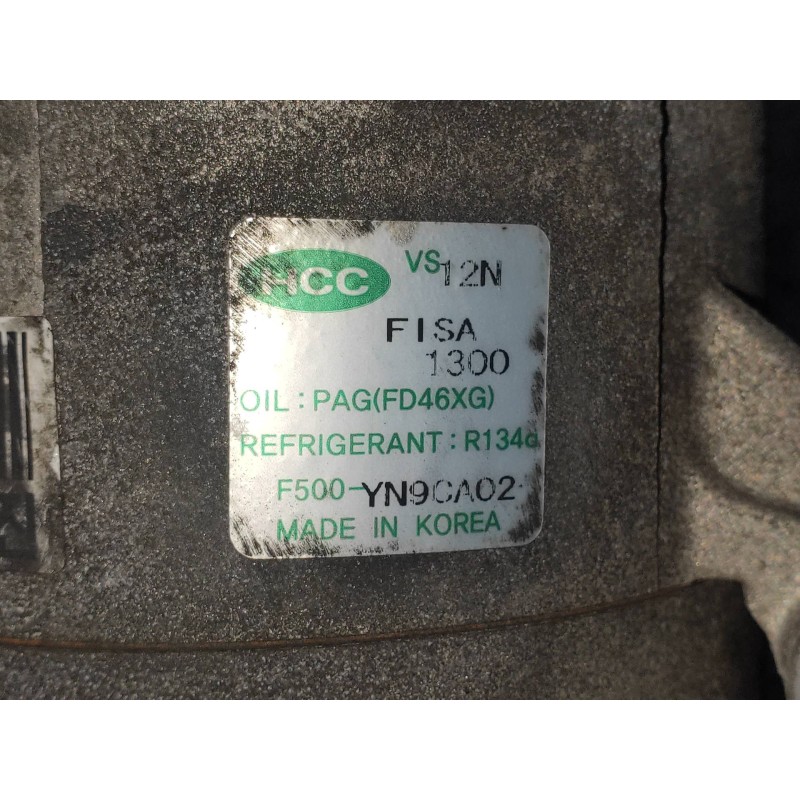 HCC VS12N
FISA
1300
OIL : PAG(FD46XG)
REFRIGERANT : R134a
F500-YN9CA02
MADE IN KOREA